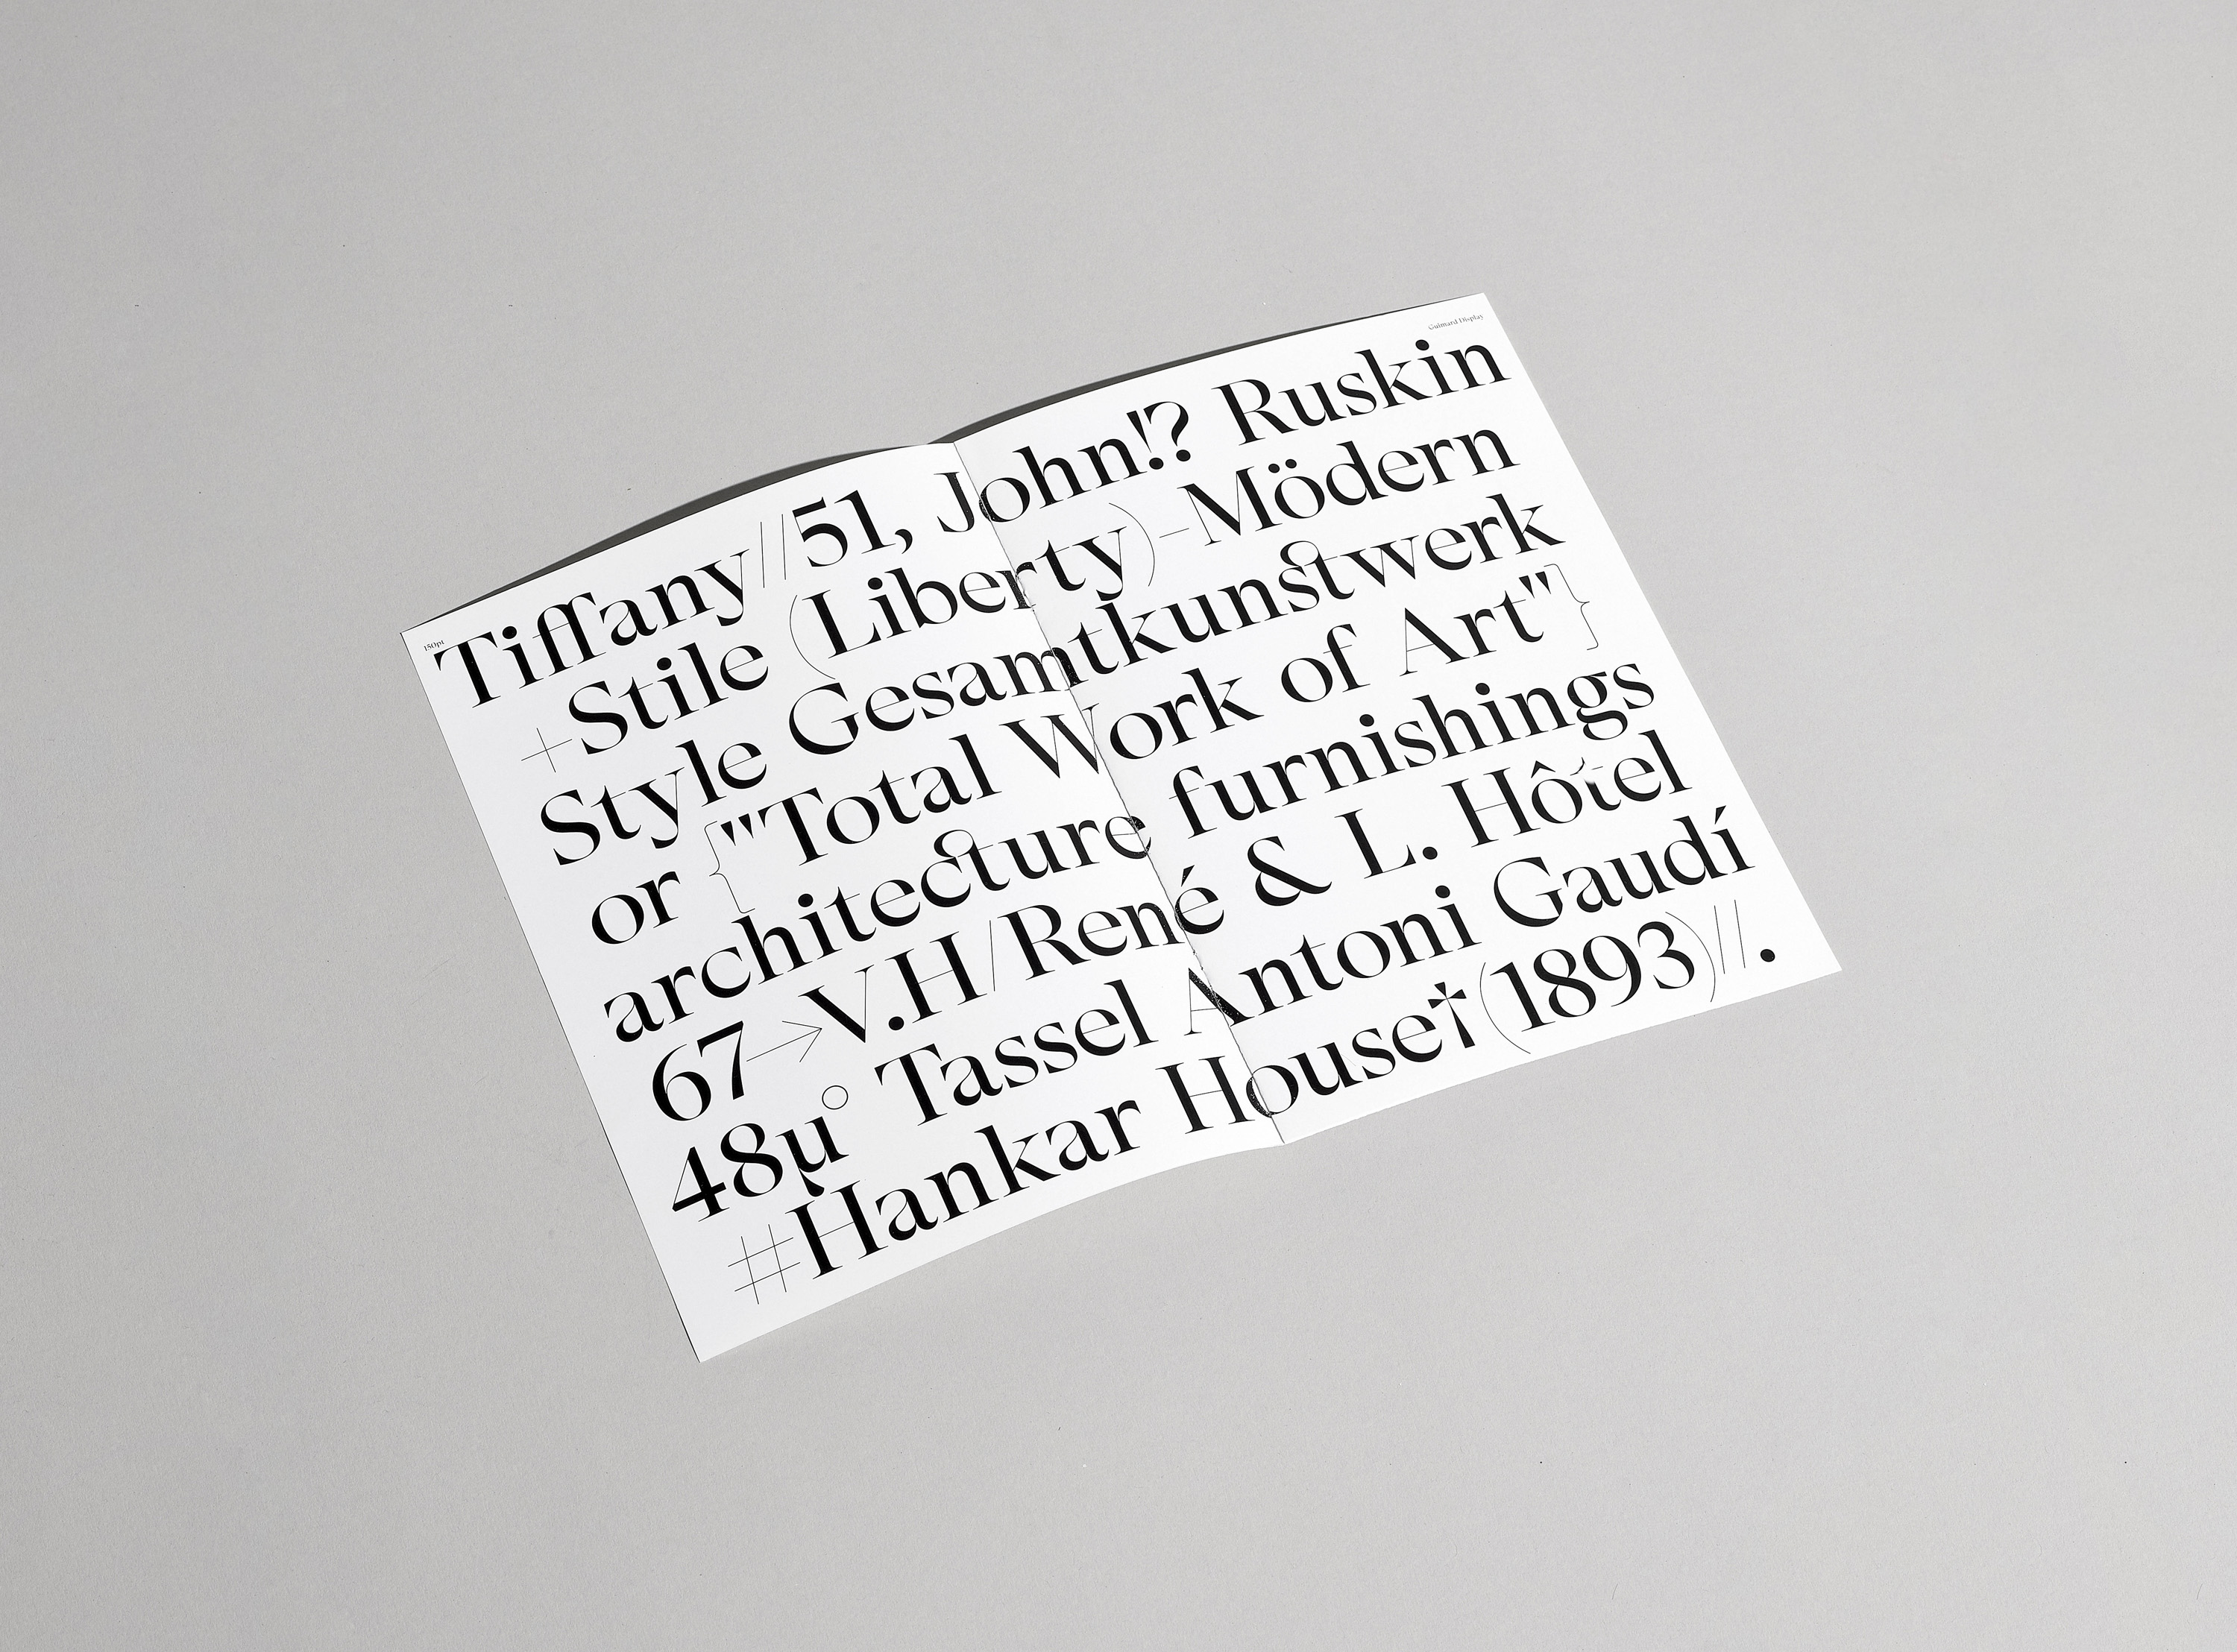 150pt
Guimard Display
Tiffany//51, John!? Ruskin
+Stile (Liberty)–Mödern
Style Gesamtkunstwerk
or {"Total Work of Art"}
architecture furnishings
67→V.H/René & L. Hôtel
48µ° Tassel Antoni Gaudí
#Hankar House†(1893)//.